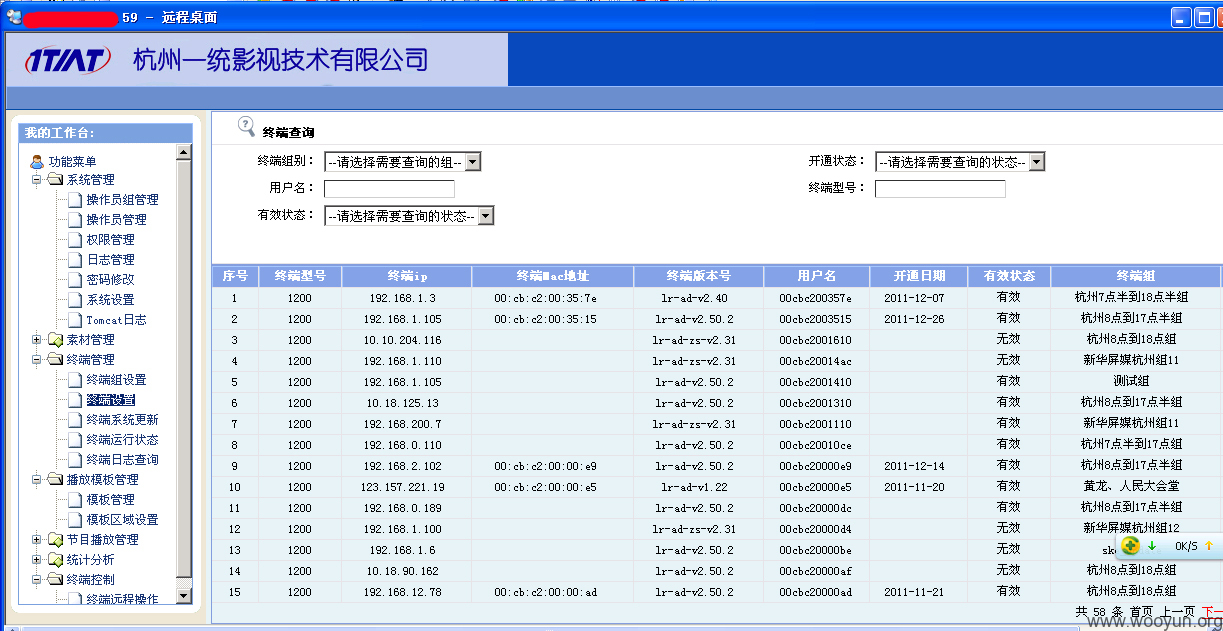 59 - 远程桌面
1TIAT 杭州一统影视技术有限公司
我的工作台:
功能菜单
系统管理
操作员组管理
操作员管理
权限管理
日志管理
密码修改
系统设置
Tomcat日志
素材管理
终端管理
终端组设置
终端设置
终端系统更新
终端运行状态
终端日志查询
播放模板管理
模板管理
模板区域设置
节目播放管理
统计分析
终端控制
终端远程操作
终端查询
终端组别： --请选择需要查询的组-- 开通状态： --请选择需要查询的状态--
用户名： 终端型号：
有效状态： --请选择需要查询的状态--
序号 终端型号 终端ip 终端Mac地址 终端版本号 用户名 开通日期 有效状态 终端组
1 1200 192.168.1.3 00:cb:c2:00:35:7e lr-ad-v2.40 00cbc200357e 2011-12-07 有效 杭州7点半到18点半组
2 1200 192.168.1.105 00:cb:c2:00:35:15 lr-ad-v2.50.2 00cbc2003515 2011-12-26 有效 杭州8点到17点半组
3 1200 10.10.204.116 lr-ad-zs-v2.31 00cbc2001610 无效 杭州8点到18点组
4 1200 192.168.1.110 lr-ad-zs-v2.31 00cbc20014ac 无效 新华屏媒杭州组11
5 1200 192.168.1.105 lr-ad-v2.50.2 00cbc2001410 有效 测试组
6 1200 10.18.125.13 lr-ad-v2.50.2 00cbc2001310 有效 杭州8点到17点半组
7 1200 192.168.200.7 lr-ad-zs-v2.31 00cbc2001110 有效 新华屏媒杭州组11
8 1200 192.168.0.110 lr-ad-v2.50.2 00cbc20010ce 有效 杭州7点半到17点组
9 1200 192.168.2.102 00:cb:c2:00:00:e9 lr-ad-v2.50.2 00cbc20000e9 2011-12-14 有效 杭州8点到17点半组
10 1200 123.157.221.19 00:cb:c2:00:00:e5 lr-ad-v1.22 00cbc20000e5 2011-11-20 有效 黄龙、人民大会堂
11 1200 192.168.0.189 lr-ad-v2.50.2 00cbc20000dc 有效 杭州8点到17点半组
12 1200 192.168.1.100 lr-ad-zs-v2.31 00cbc20000d4 无效 新华屏媒杭州组12
13 1200 192.168.1.6 lr-ad-v2.50.2 00cbc20000be 无效
14 1200 10.18.90.162 lr-ad-v2.50.2 00cbc20000af 无效 杭州8点到18点组
15 1200 192.168.12.78 00:cb:c2:00:00:ad lr-ad-v2.50.2 00cbc20000ad 2011-11-21 有效 杭州8点到18点组
0K/S
共 58 条 首页 上一页 下一
www.wooyun.org